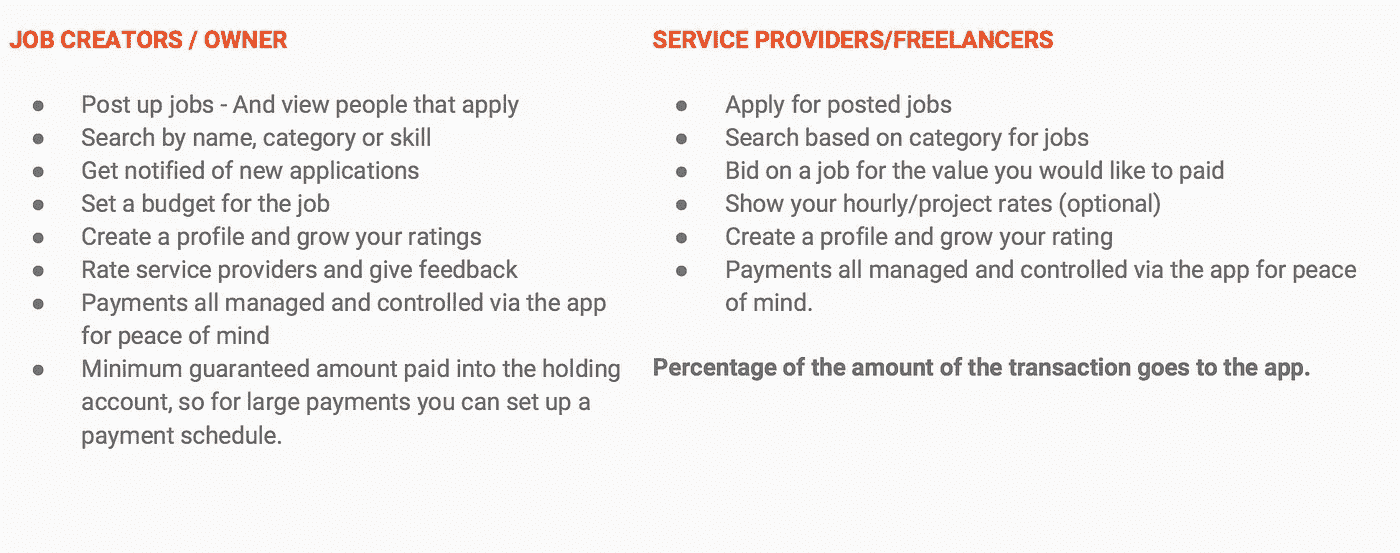 JOB CREATORS / OWNER
● Post up jobs - And view people that apply
● Search by name, category or skill
● Get notified of new applications
● Set a budget for the job
● Create a profile and grow your ratings
● Rate service providers and give feedback
● Payments all managed and controlled via the app
for peace of mind
● Minimum guaranteed amount paid into the holding
account, so for large payments you can set up a
payment schedule.
SERVICE PROVIDERS/FREELANCERS
● Apply for posted jobs
● Search based on category for jobs
● Bid on a job for the value you would like to paid
● Show your hourly/project rates (optional)
● Create a profile and grow your rating
● Payments all managed and controlled via the app for peace
of mind.
Percentage of the amount of the transaction goes to the app.